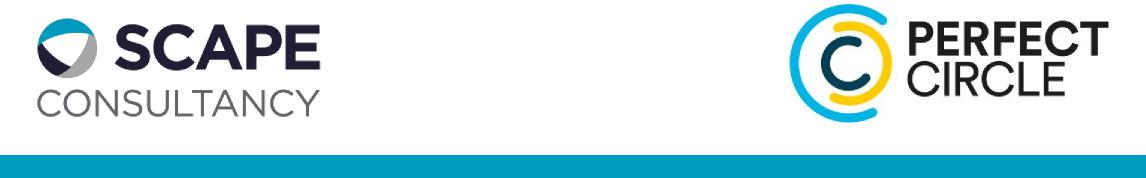 SCAPE
CONSULTANCY
PERFECT
CIRCLE